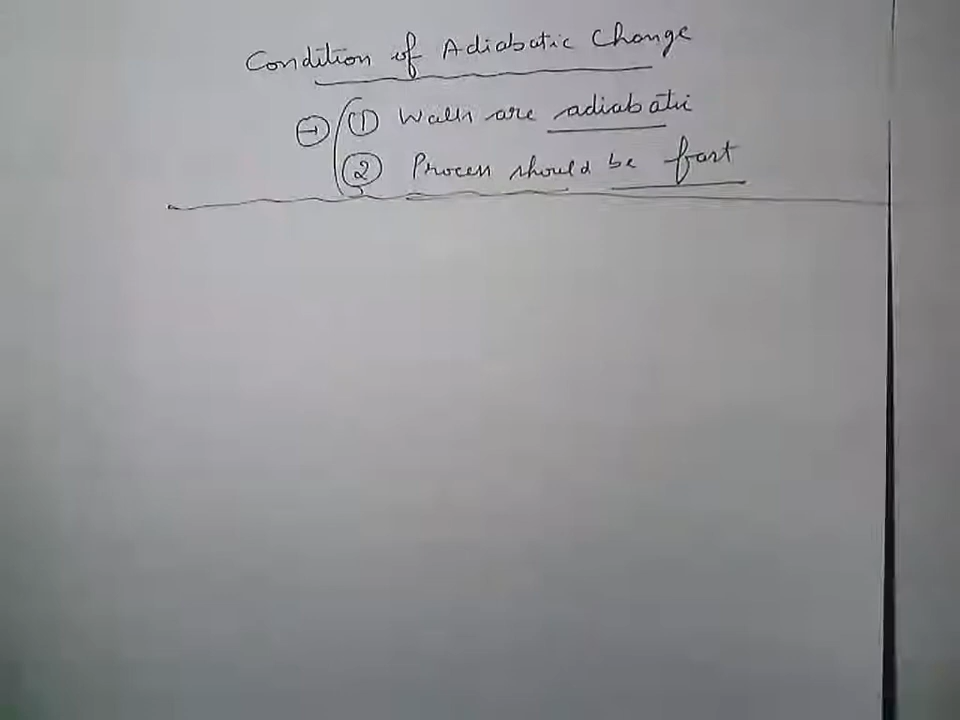 Condition of Adiabatic Change
→ ① Walls are adiabatic
② Process should be fast